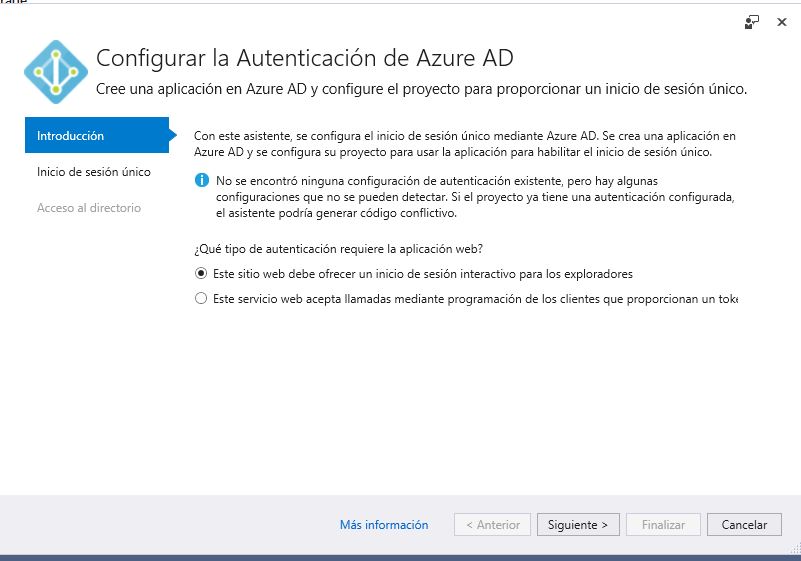 Configurar la Autenticación de Azure AD
Cree una aplicación en Azure AD y configure el proyecto para proporcionar un inicio de sesión único.
Introducción
Inicio de sesión único
Acceso al directorio
Con este asistente, se configura el inicio de sesión único mediante Azure AD. Se crea una aplicación en
Azure AD y se configura su proyecto para usar la aplicación para habilitar el inicio de sesión único.
No se encontró ninguna configuración de autenticación existente, pero hay algunas
configuraciones que no se pueden detectar. Si el proyecto ya tiene una autenticación configurada,
el asistente podría generar código conflictivo.
¿Qué tipo de autenticación requiere la aplicación web?
Este sitio web debe ofrecer un inicio de sesión interactivo para los exploradores
Este servicio web acepta llamadas mediante programación de los clientes que proporcionan un
Más información
< Anterior
Siguiente >
Finalizar
Cancelar